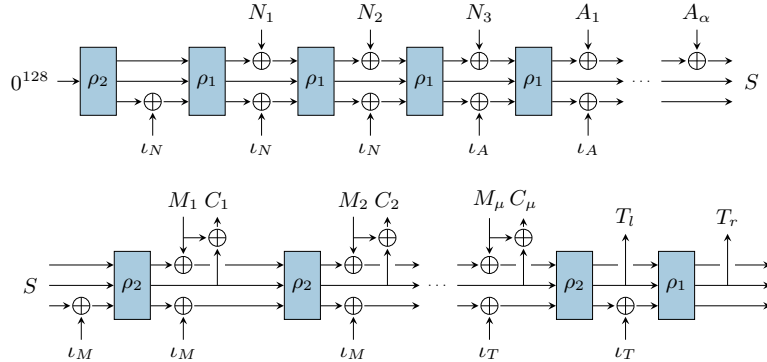 N₁ N₂ N₃ A₁ A_α
0¹²⁸ ρ₂ ρ₁ ρ₁ ρ₁ ρ₁ ⋯ S
ι_N ι_N ι_N ι_A ι_A
M₁ C₁ M₂ C₂ M_μ C_μ T_l T_r
S ρ₂ ρ₂ ⋯ ρ₂ ρ₁
ι_M ι_M ι_M ι_T ι_T